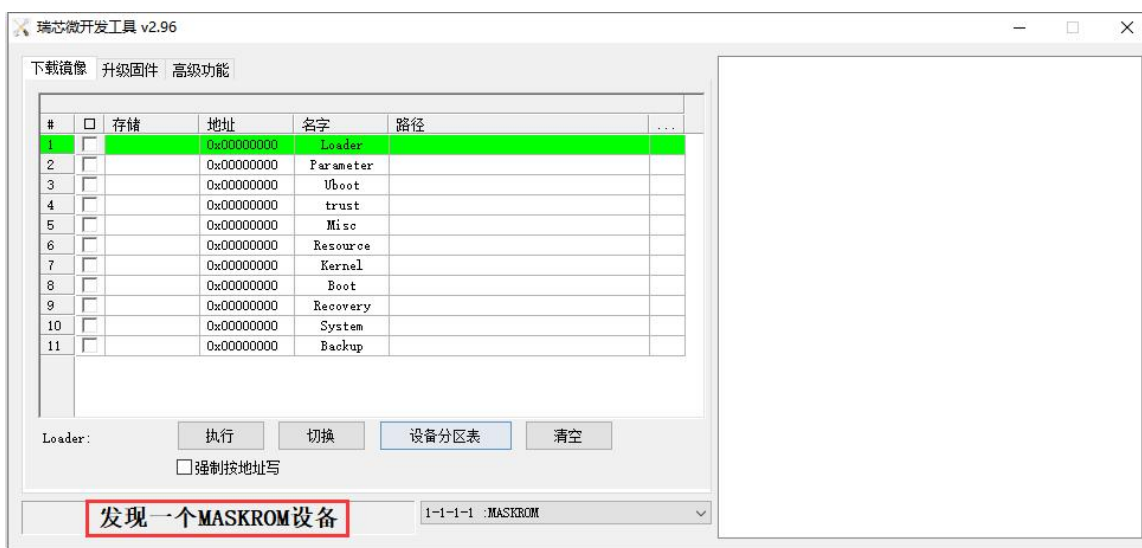 瑞芯微开发工具 v2.96
下载镜像 升级固件 高级功能
# 存储 地址 名字 路径 ...
1 0x00000000 Loader
2 0x00000000 Parameter
3 0x00000000 Uboot
4 0x00000000 trust
5 0x00000000 Misc
6 0x00000000 Resource
7 0x00000000 Kernel
8 0x00000000 Boot
9 0x00000000 Recovery
10 0x00000000 System
11 0x00000000 Backup
Loader: 执行 切换 设备分区表 清空
强制按地址写
发现一个MASKROM设备 1-1-1-1 :MASKROM